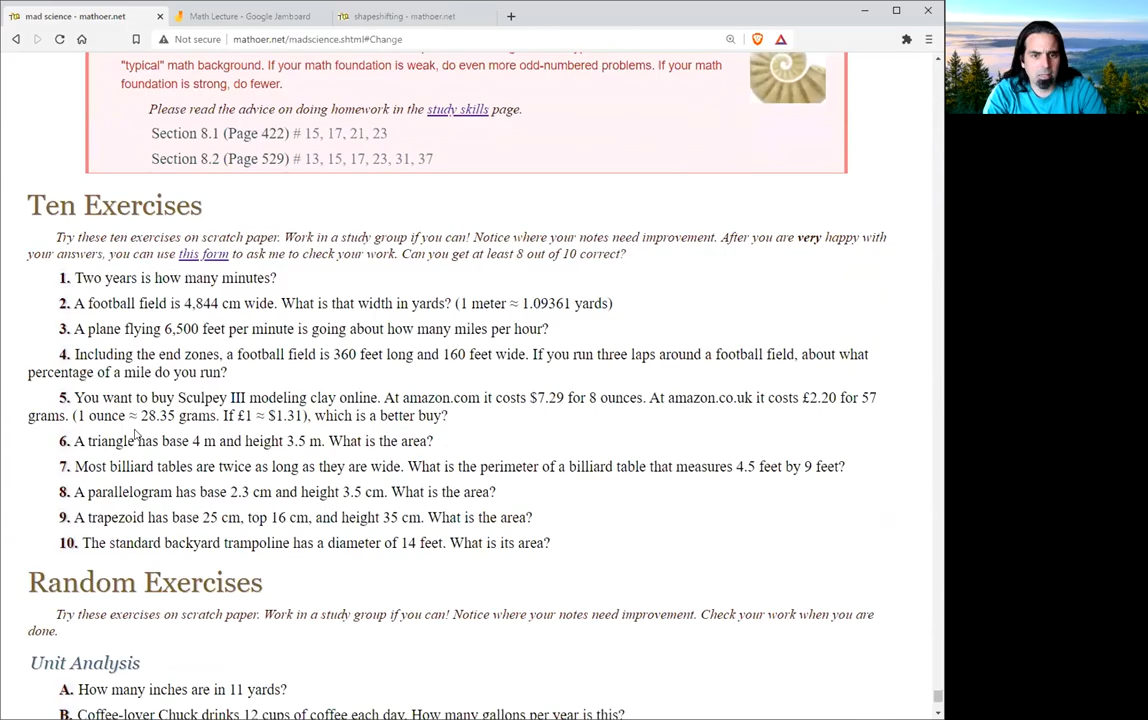 mad science - mathoer.net
Math Lecture - Google Jamboard
shapeshifting - mathoer.net
Not secure
mathoer.net/madscience.shtml#Change
"typical" math background. If your math foundation is weak, do even more odd-numbered problems. If your
foundation is strong, do fewer.
Please read the advice on doing homework in the study skills page.
Section 8.1 (Page 422) # 15, 17, 21, 23
Section 8.2 (Page 529) # 13, 15, 17, 23, 31, 37
Ten Exercises
Try these ten exercises on scratch paper. Work in a study group if you can! Notice where your notes need improvement. After you are very happy with
your answers, you can use this form to ask me to check your work. Can you get at least 8 out of 10 correct?
1. Two years is how many minutes?
2. A football field is 4,844 cm wide. What is that width in yards? (1 meter ≈ 1.09361 yards)
3. A plane flying 6,500 feet per minute is going about how many miles per hour?
4. Including the end zones, a football field is 360 feet long and 160 feet wide. If you run three laps around a football field, about what
percentage of a mile do you run?
5. You want to buy Sculpey III modeling clay online. At amazon.com it costs $7.29 for 8 ounces. At amazon.co.uk it costs £2.20 for 57
grams. (1 ounce ≈ 28.35 grams. If £1 ≈ $1.31), which is a better buy?
6. A triangle has base 4 m and height 3.5 m. What is the area?
7. Most billiard tables are twice as long as they are wide. What is the perimeter of a billiard table that measures 4.5 feet by 9 feet?
8. A parallelogram has base 2.3 cm and height 3.5 cm. What is the area?
9. A trapezoid has base 25 cm, top 16 cm, and height 35 cm. What is the area?
10. The standard backyard trampoline has a diameter of 14 feet. What is its area?
Random Exercises
Try these exercises on scratch paper. Work in a study group if you can! Notice where your notes need improvement. Check your work when you are
done.
Unit Analysis
A. How many inches are in 11 yards?
B. Coffee-lover Chuck drinks 12 cups of coffee each day. How many gallons per year is this?